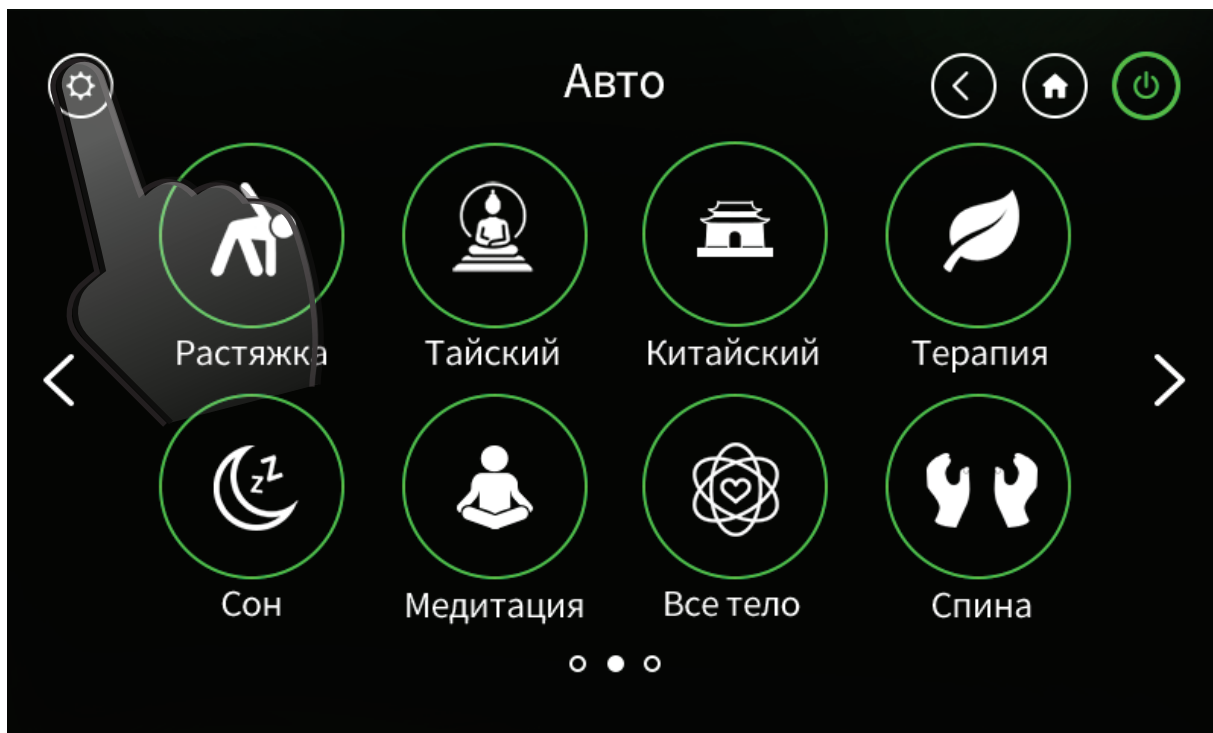 Авто
Растяжка Тайский Китайский Терапия
Сон Медитация Все тело Спина